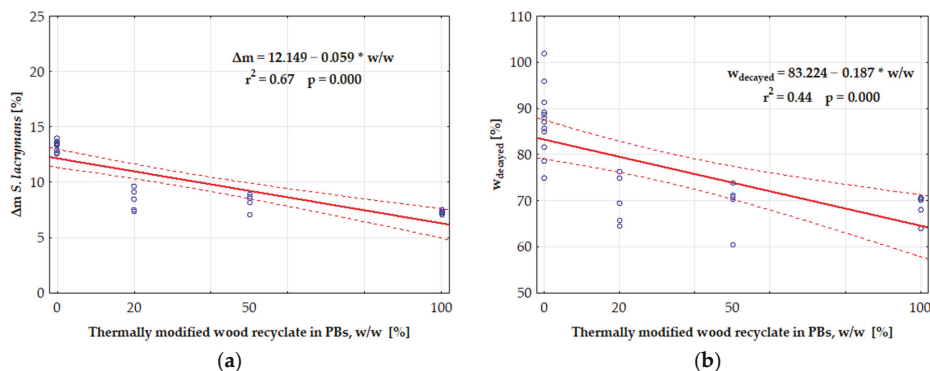 25
20
15
10
5
0
Δm S. lacrymans [%]
Δm = 12.149 – 0.059 * w/w
r² = 0.67 p = 0.000
0 20 50 100
Thermally modified wood recyclate in PBs, w/w [%]
(a)
110
100
90
80
70
60
50
w_decayed [%]
w_decayed = 83.224 – 0.187 * w/w
r² = 0.44 p = 0.000
0 20 50 100
Thermally modified wood recyclate in PBs, w/w [%]
(b)